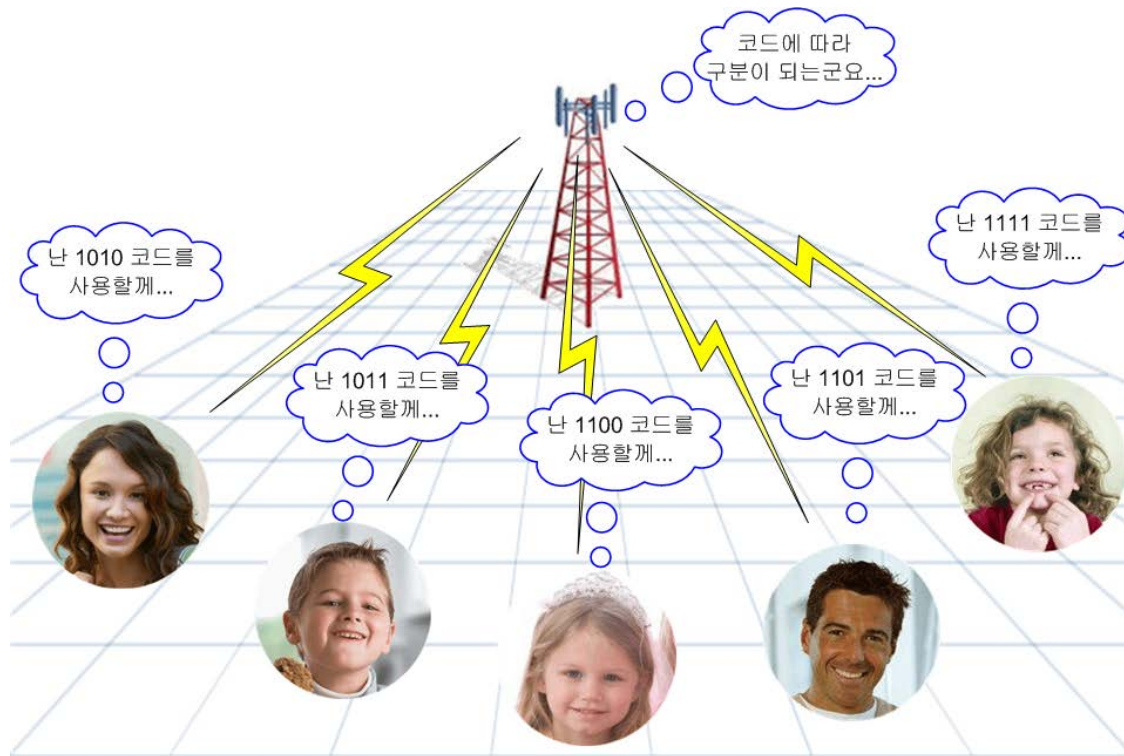 코드에 따라
구분이 되는군요...
난 1010 코드를
사용할께...
난 1011 코드를
사용할께...
난 1100 코드를
사용할께...
난 1101 코드를
사용할께...
난 1111 코드를
사용할께...